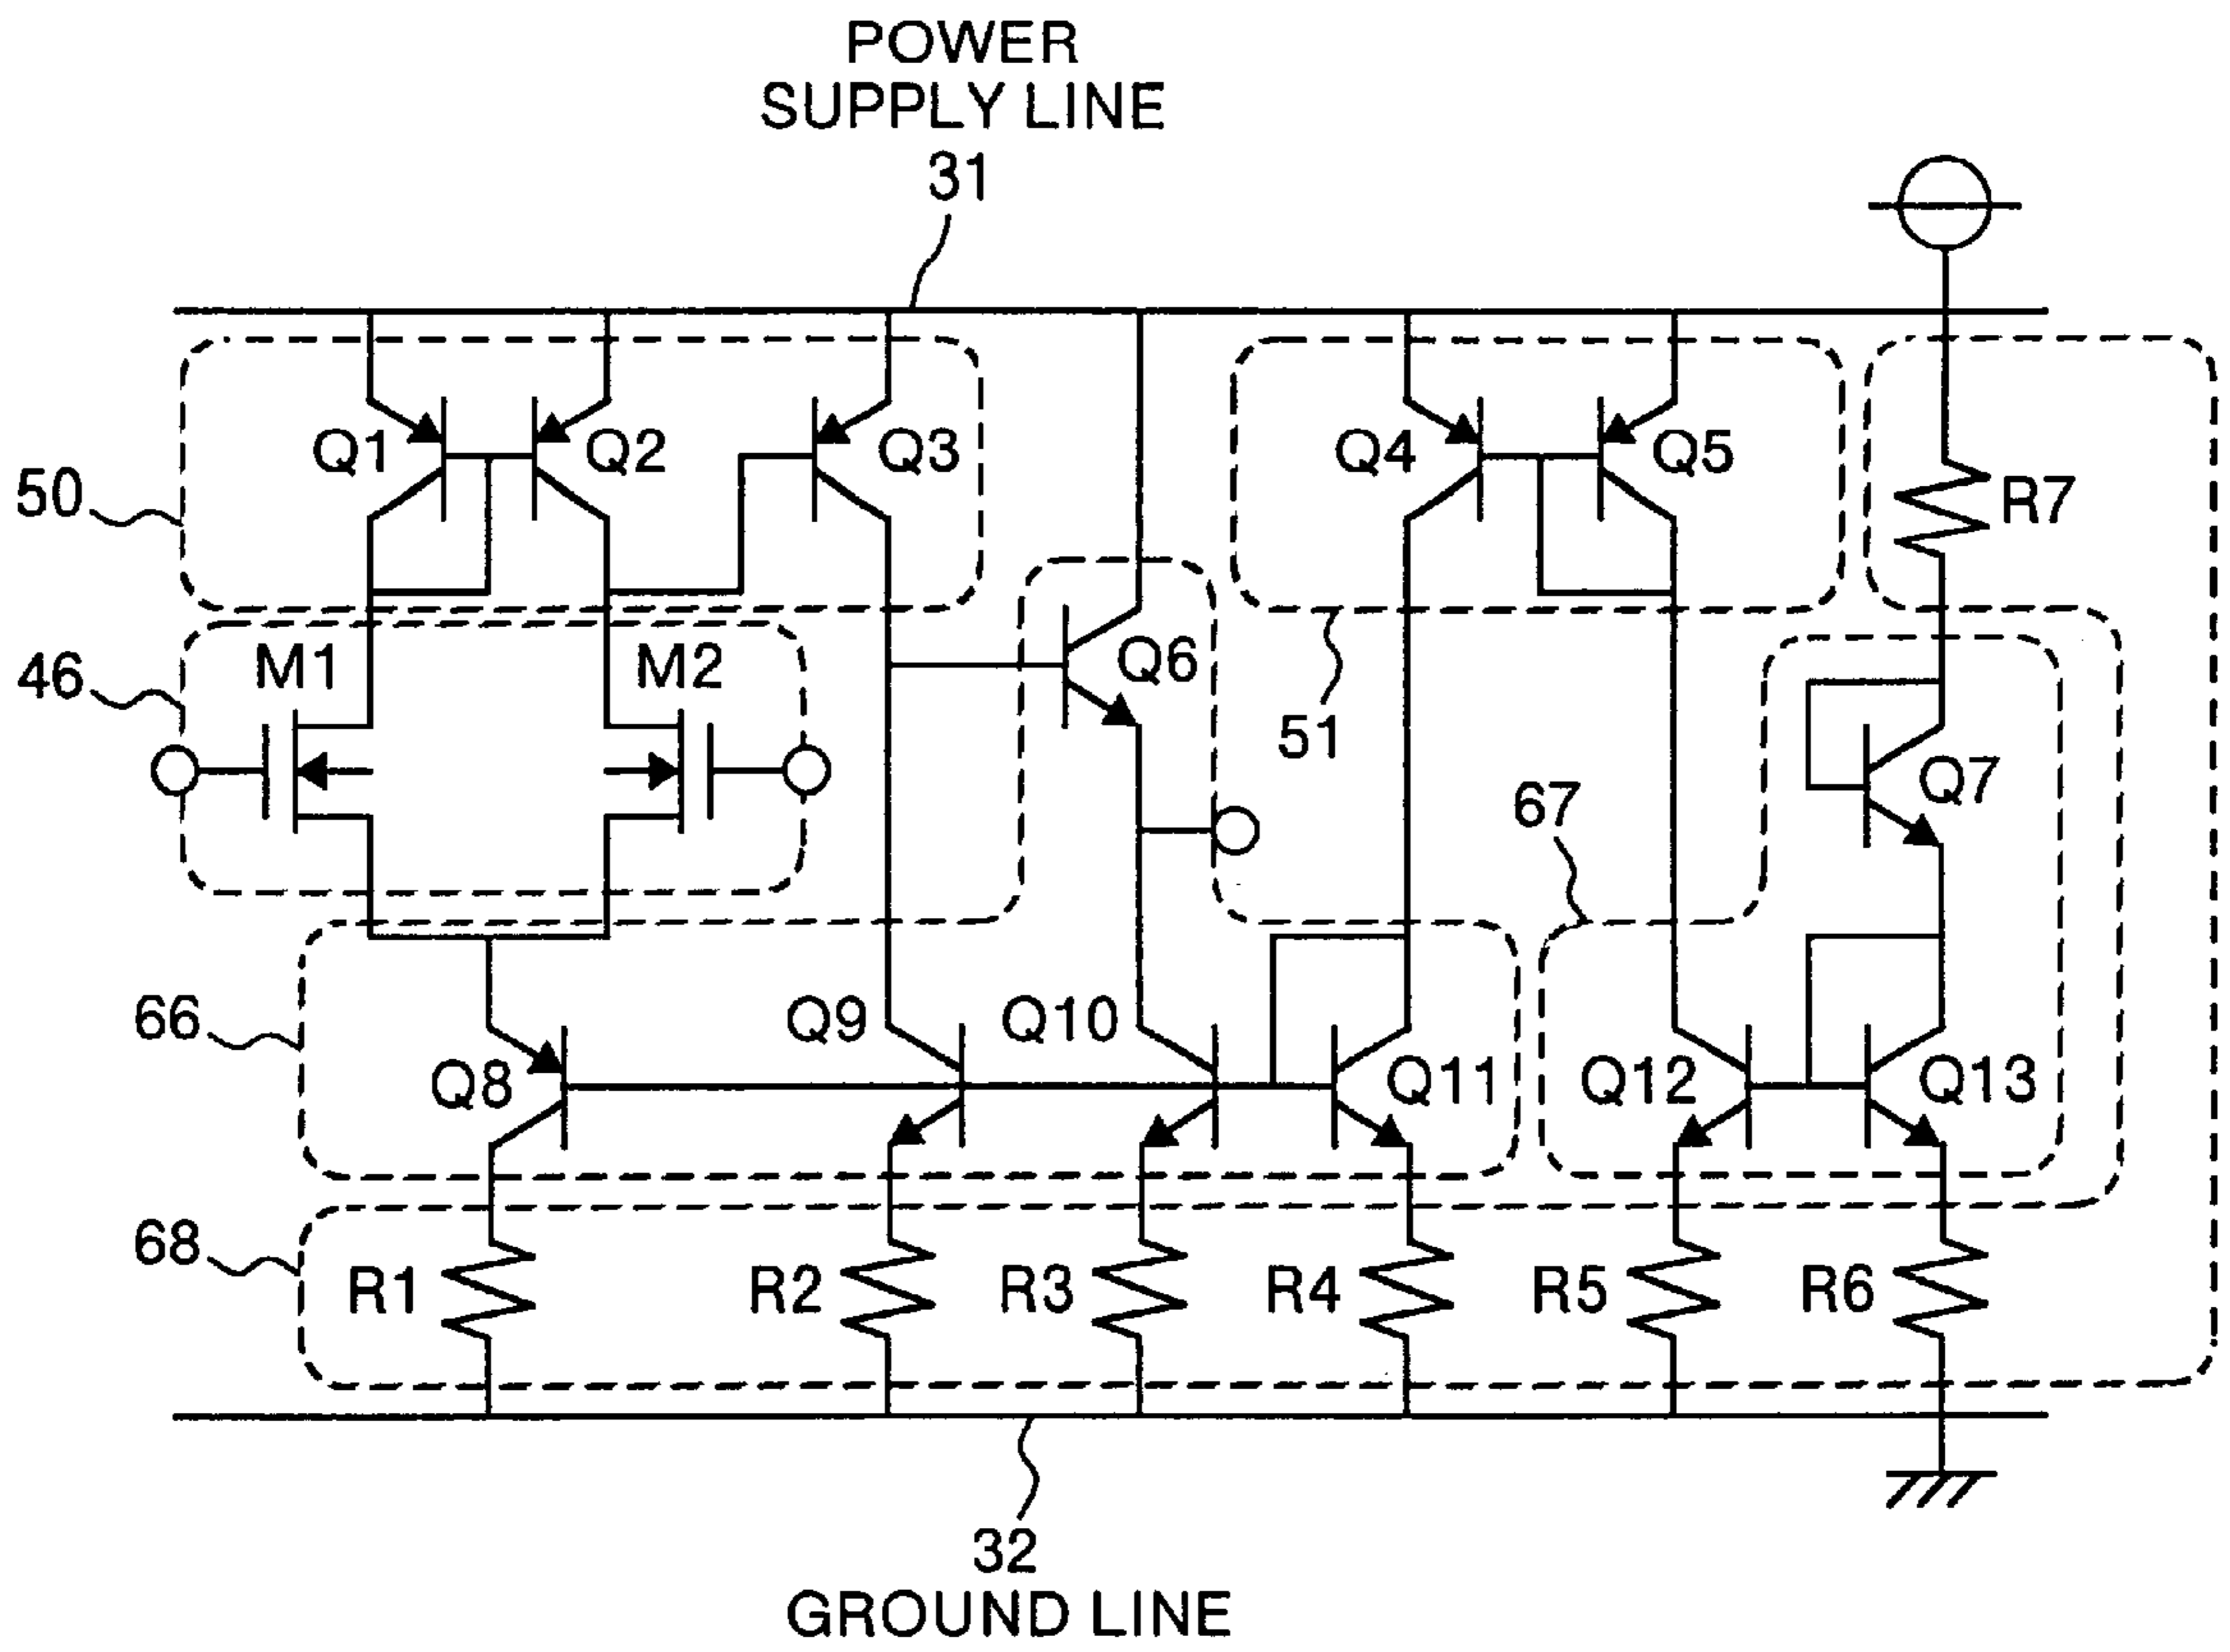 POWER
SUPPLY LINE
31
Q1
Q2
Q3
Q4
Q5
R7
50
46
M1
M2
Q6
51
Q7
67
66
Q8
Q9
Q10
Q11
Q12
Q13
68
R1
R2
R3
R4
R5
R6
32
GROUND LINE